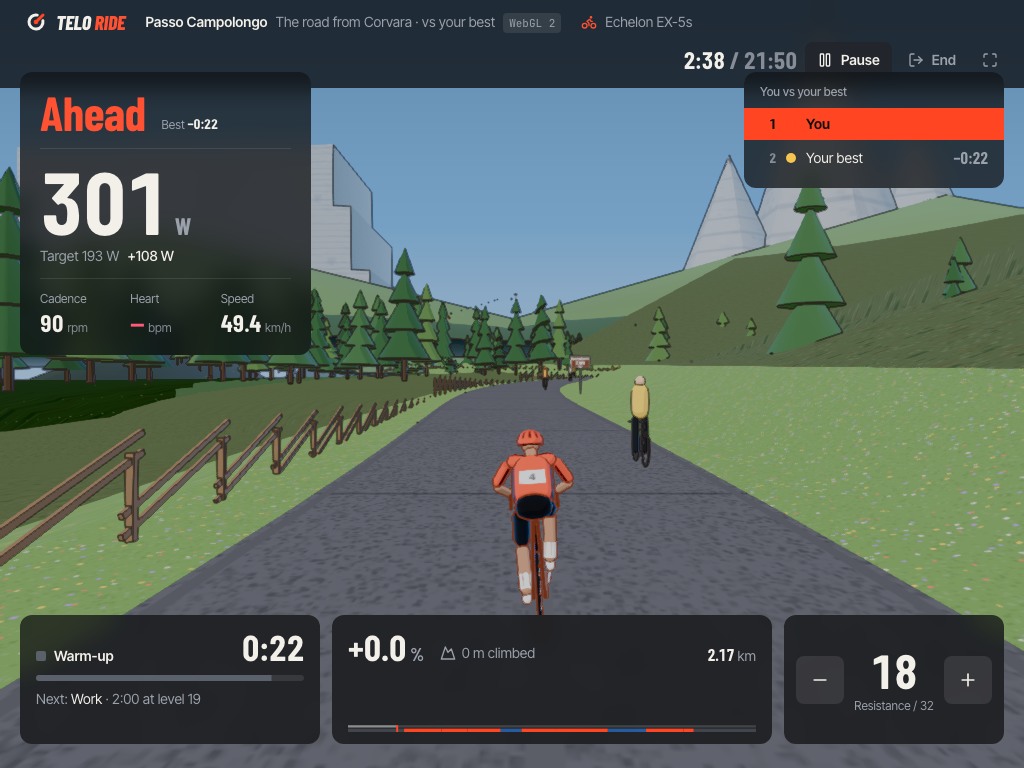 TELO RIDE Passo Campolongo The road from Corvara · vs your best WebGL 2 Echelon EX-5s
2:38 / 21:50 Pause End
Ahead Best −0:22
301 W
Target 193 W +108 W
Cadence Heart Speed
90 rpm — bpm 49.4 km/h
You vs your best
1 You
2 Your best −0:22
4
Warm-up 0:22
Next: Work · 2:00 at level 19
+0.0 % 0 m climbed 2.17 km
− 18 +
Resistance / 32